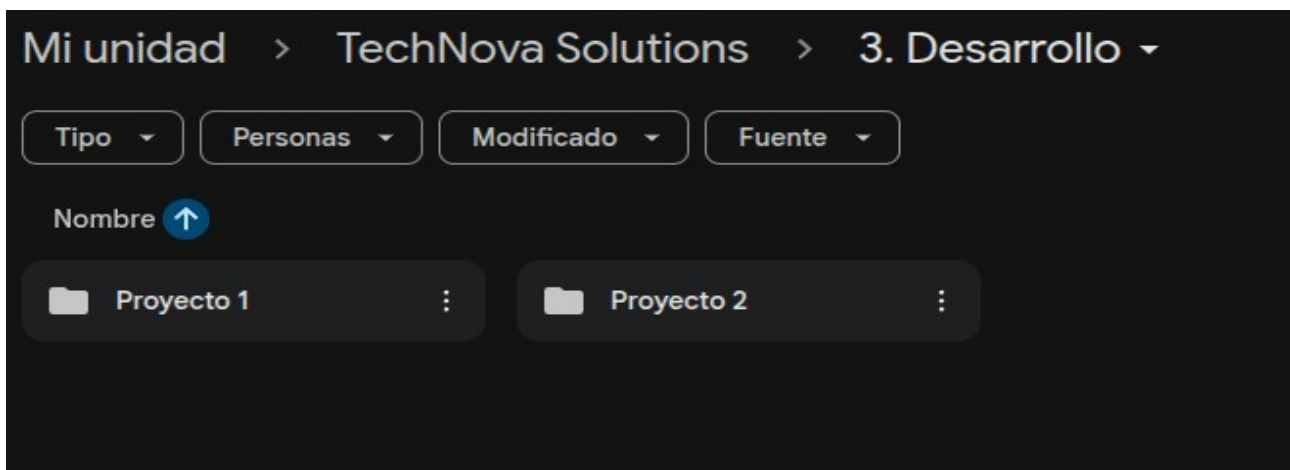 Mi unidad > TechNova Solutions > 3. Desarrollo
Tipo Personas Modificado Fuente
Nombre
Proyecto 1 Proyecto 2